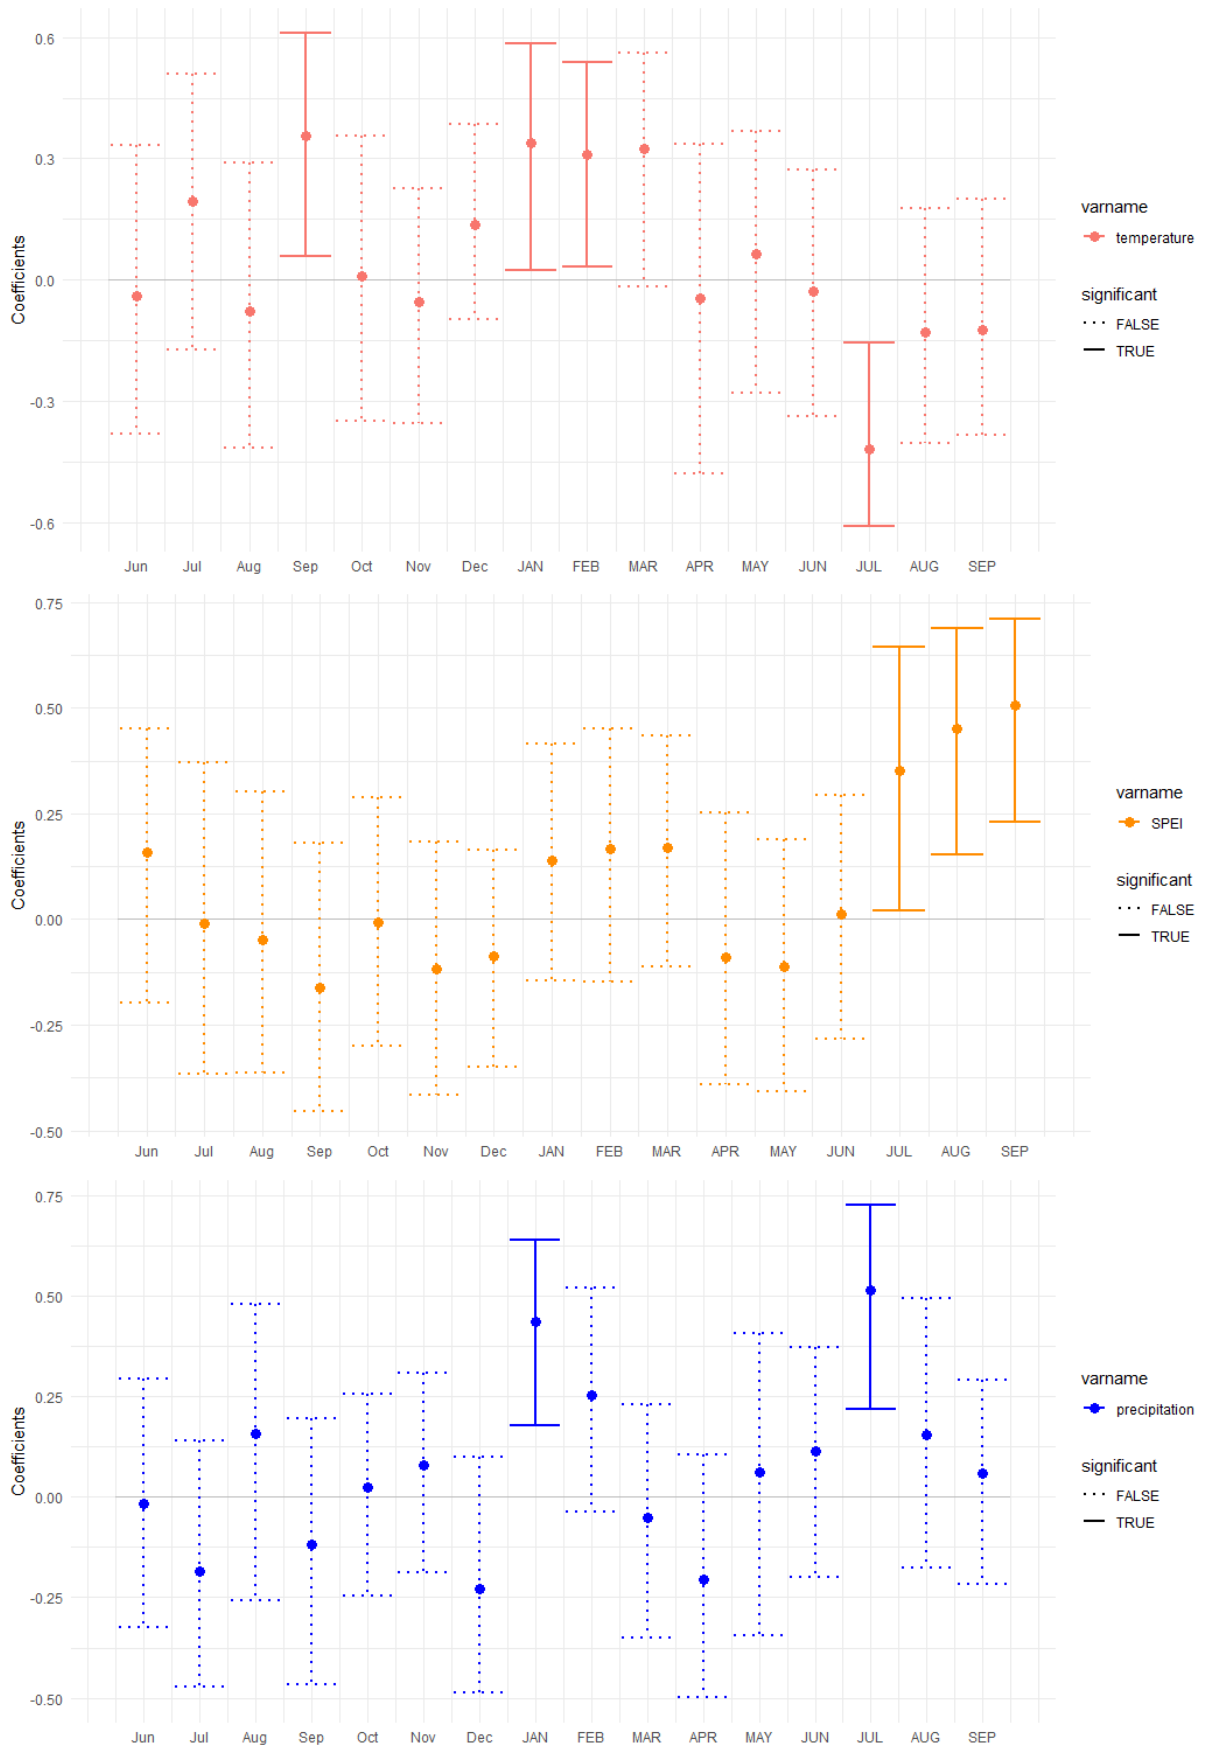 0.6
0.3
0.0
-0.3
-0.6
Coefficients
Jun Jul Aug Sep Oct Nov Dec JAN FEB MAR APR MAY JUN JUL AUG SEP
varname
temperature
significant
FALSE
TRUE
0.75
0.50
0.25
0.00
-0.25
-0.50
Coefficients
Jun Jul Aug Sep Oct Nov Dec JAN FEB MAR APR MAY JUN JUL AUG SEP
varname
SPEI
significant
FALSE
TRUE
0.75
0.50
0.25
0.00
-0.25
-0.50
Coefficients
Jun Jul Aug Sep Oct Nov Dec JAN FEB MAR APR MAY JUN JUL AUG SEP
varname
precipitation
significant
FALSE
TRUE